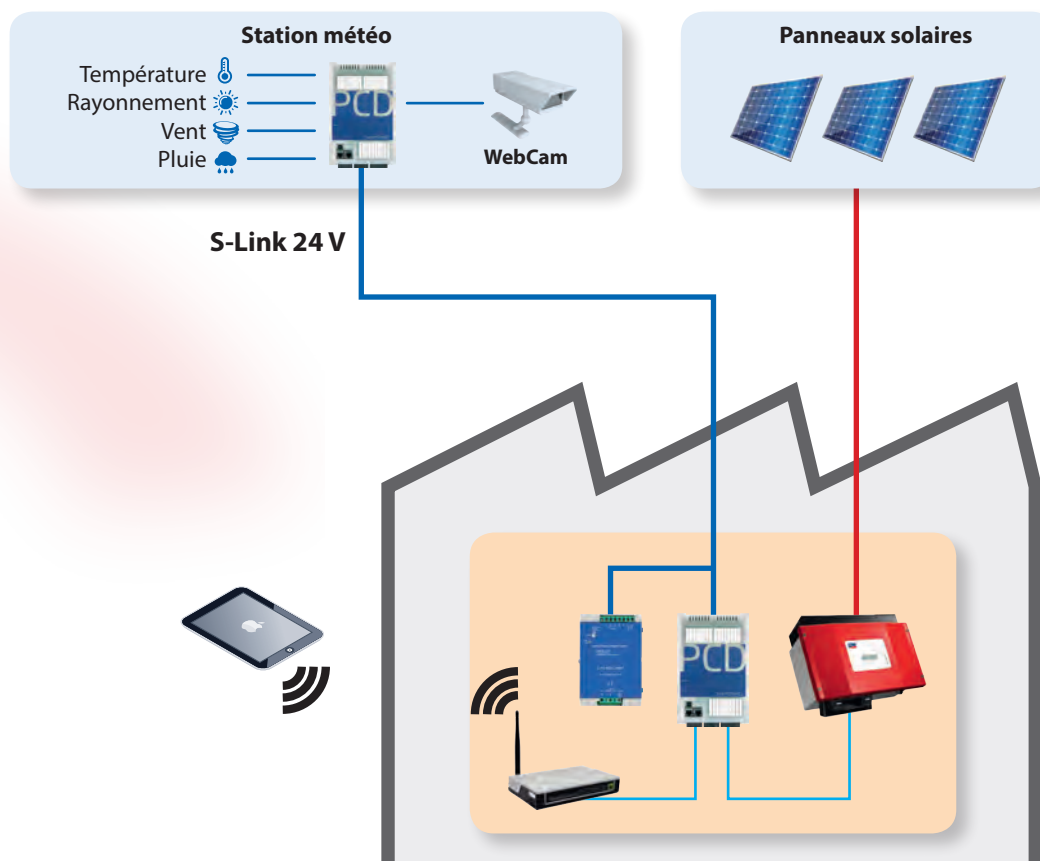 Station météo
Température
Rayonnement
Vent
Pluie
PCD
WebCam
Panneaux solaires
S-Link 24 V
PCD